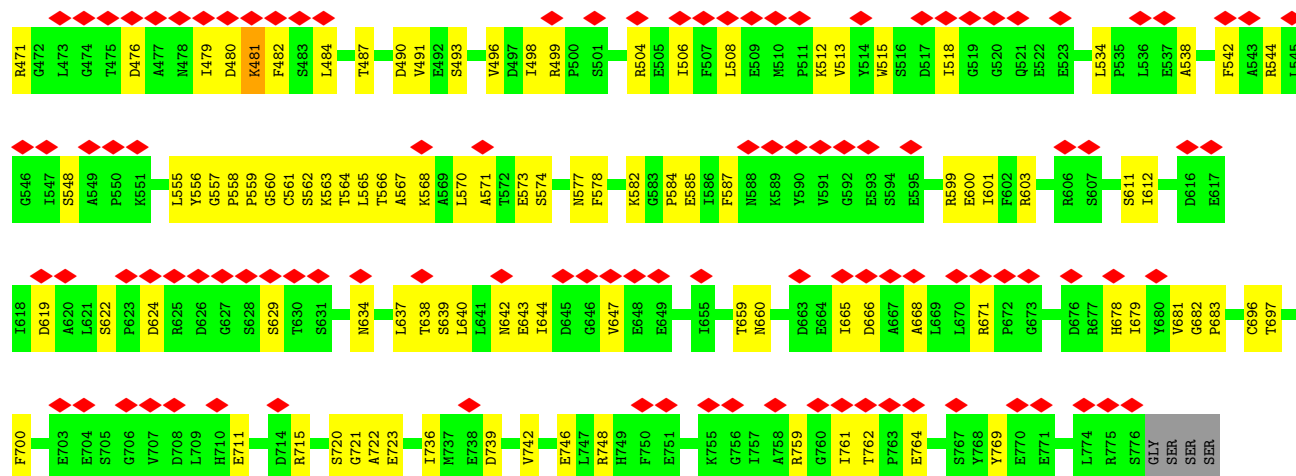 R471 G472 L473 G474 T475 D476 A477 N478 I479 D480 K481 F482 S483 L484 T487 D490 V491 E492 S493 V496 D497 I498 R499 P500 S501 R504 E505 I506 F507 L508 E509 M510 P511 K512 V513 Y514 W515 S516 D517 I518 G519 G520 Q521 E522 E523 L534 P535 L536 E537 A538 F542 A543 R544 L545
G546 I547 S548 A549 P550 K551 L555 Y556 G557 P558 P559 G560 C561 S562 K563 T564 L565 T566 A567 K568 A569 L570 A571 T572 E573 S574 N577 F578 K582 G583 P584 E585 I586 F587 N588 K589 Y590 V591 G592 E593 S594 E595 R599 E600 I601 F602 R603 R606 S607 S611 I612 D616 E617
I618 D619 A620 L621 S622 P623 D624 R625 D626 G627 S628 S629 T630 S631 N634 L637 T638 S639 L640 L641 N642 E643 I644 D645 G646 V647 E648 E649 I655 T659 N660 D663 E664 I665 D666 A667 A668 L669 L670 R671 P672 G673 D676 R677 H678 I679 Y680 V681 G682 P683 C696 T697
F700 E703 E704 S705 G706 V707 D708 L709 H710 E711 D714 R715 S720 G721 A722 E723 I736 M737 E738 D739 V742 E746 L747 R748 H749 F750 E751 K755 G756 I757 A758 R759 G760 I761 T762 P763 E764 S767 Y768 Y769 E770 E771 L774 R775 S776 GLY SER SER SER